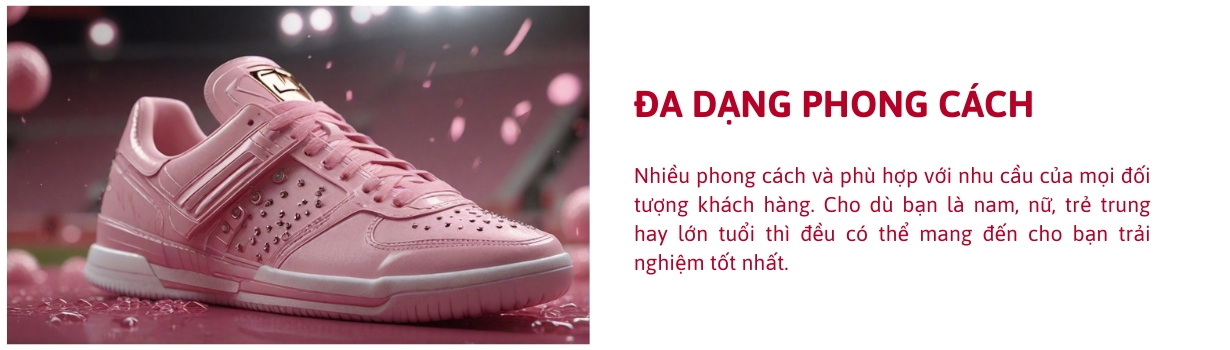 ĐA DẠNG PHONG CÁCH
Nhiều phong cách và phù hợp với nhu cầu của mọi đối
tượng khách hàng. Cho dù bạn là nam, nữ, trẻ trung
hay lớn tuổi thì đều có thể mang đến cho bạn trải
nghiệm tốt nhất.